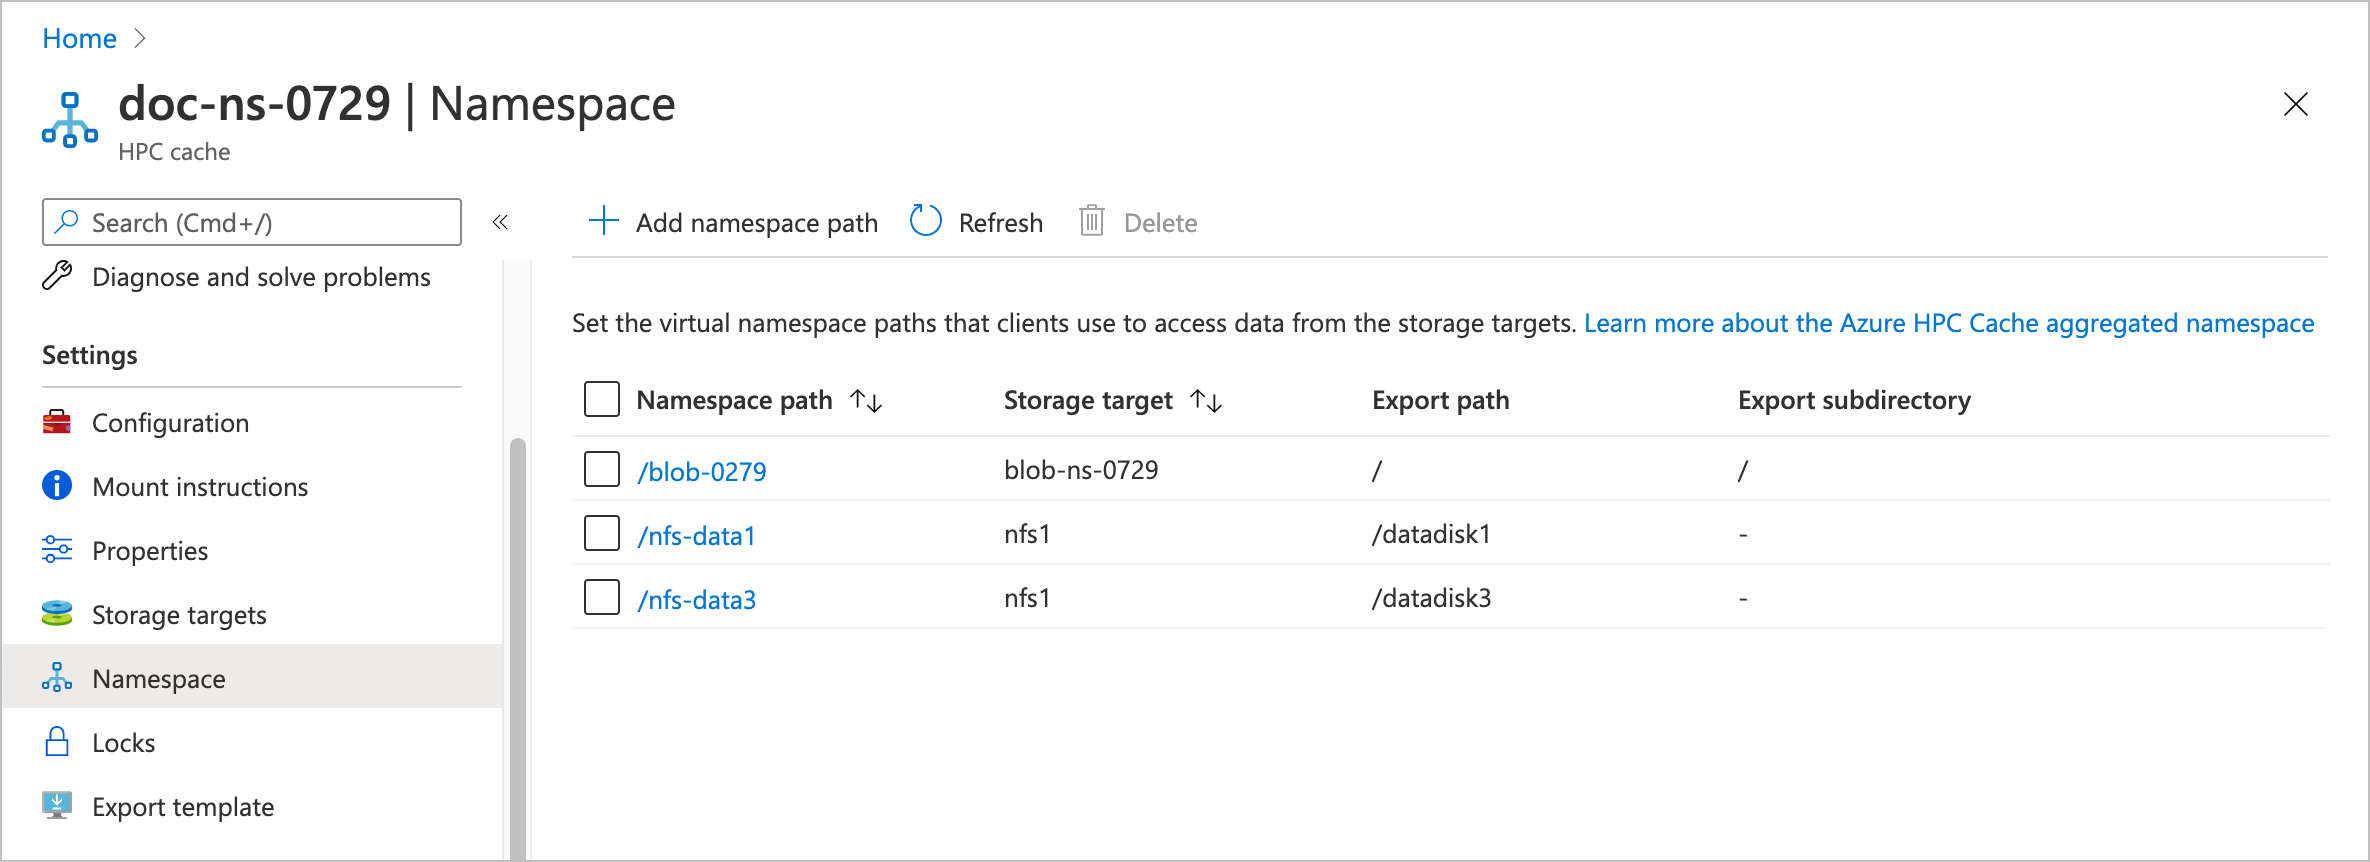 Home
doc-ns-0729 | Namespace
HPC cache
Search (Cmd+/)
Diagnose and solve problems
Settings
Configuration
Mount instructions
Properties
Storage targets
Namespace
Locks
Export template
Add namespace path Refresh Delete
Set the virtual namespace paths that clients use to access data from the storage targets. Learn more about the Azure HPC Cache aggregated namespace
Namespace path Storage target Export path Export subdirectory
/blob-0279 blob-ns-0729 / /
/nfs-data1 nfs1 /datadisk1 -
/nfs-data3 nfs1 /datadisk3 -